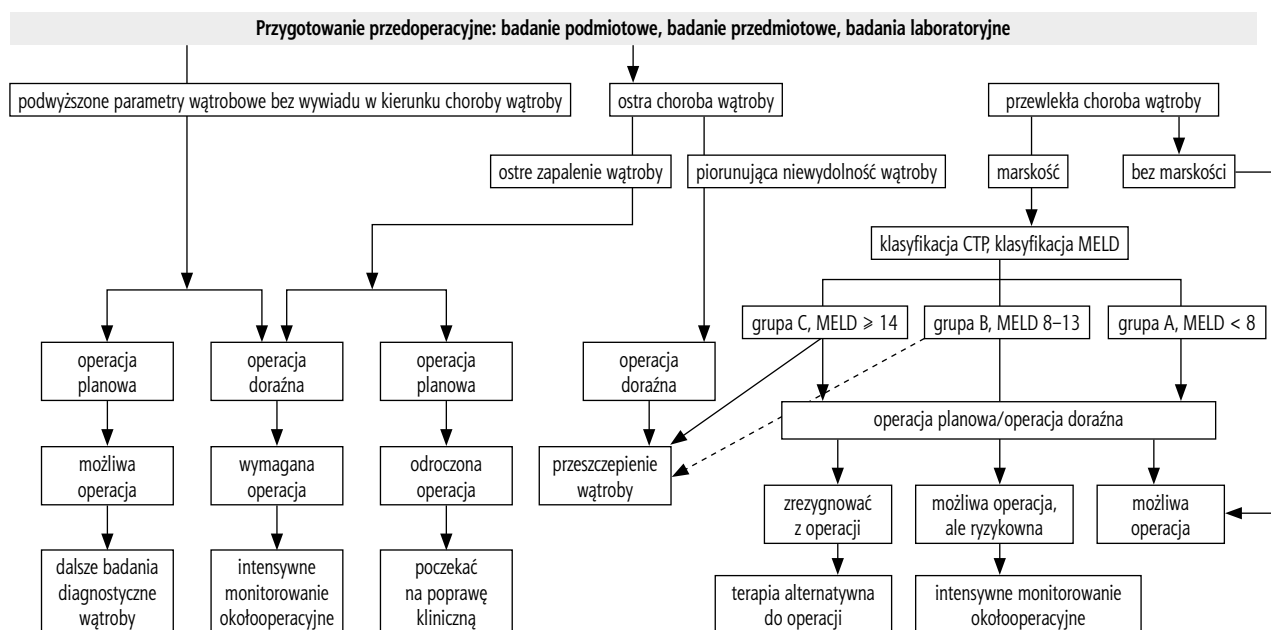 Przygotowanie przedoperacyjne: badanie podmiotowe, badanie przedmiotowe, badania laboratoryjne
podwyższone parametry wątrobowe bez wywiadu w kierunku choroby wątroby
ostra choroba wątroby
przewlekła choroba wątroby
ostre zapalenie wątroby
piorunująca niewydolność wątroby
marskość
bez marskości
klasyfikacja CTP, klasyfikacja MELD
grupa C, MELD ⩾ 14
grupa B, MELD 8–13
grupa A, MELD < 8
operacja
planowa
operacja
doraźna
operacja
planowa
operacja
doraźna
operacja planowa/operacja doraźna
możliwa
operacja
wymagana
operacja
odroczona
operacja
przeszczepienie
wątroby
zrezygnować
z operacji
możliwa operacja,
ale ryzykowna
możliwa
operacja
dalsze badania
diagnostyczne
wątroby
intensywne
monitorowanie
okołooperacyjne
poczekać
na poprawę
kliniczną
terapia alternatywna
do operacji
intensywne monitorowanie
okołooperacyjne